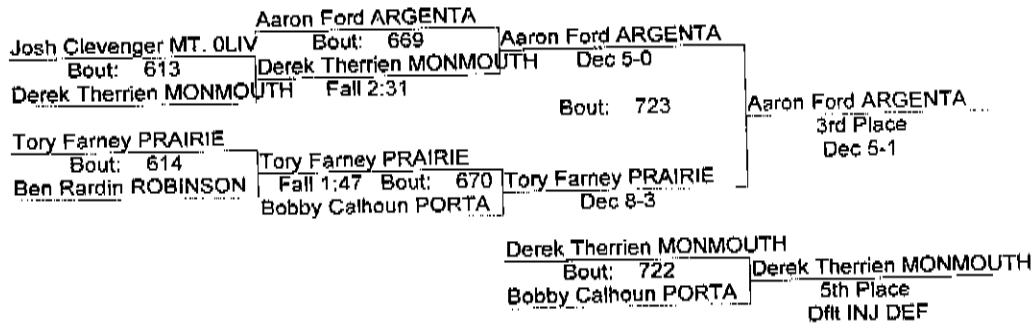 Aaron Ford ARGENTA
Josh Clevenger MT. 0LIV Bout: 669 Aaron Ford ARGENTA
Bout: 613 Derek Therrien MONMOUTH Dec 5-0
Derek Therrien MONMOUTH Fall 2:31
Bout: 723 Aaron Ford ARGENTA
3rd Place
Tory Farney PRAIRIE Dec 5-1
Bout: 614 Tory Farney PRAIRIE
Ben Rardin ROBINSON Fall 1:47 Bout: 670 Tory Farney PRAIRIE
Bobby Calhoun PORTA Dec 8-3
Derek Therrien MONMOUTH
Bout: 722 Derek Therrien MONMOUTH
Bobby Calhoun PORTA 5th Place
Dflt INJ DEF